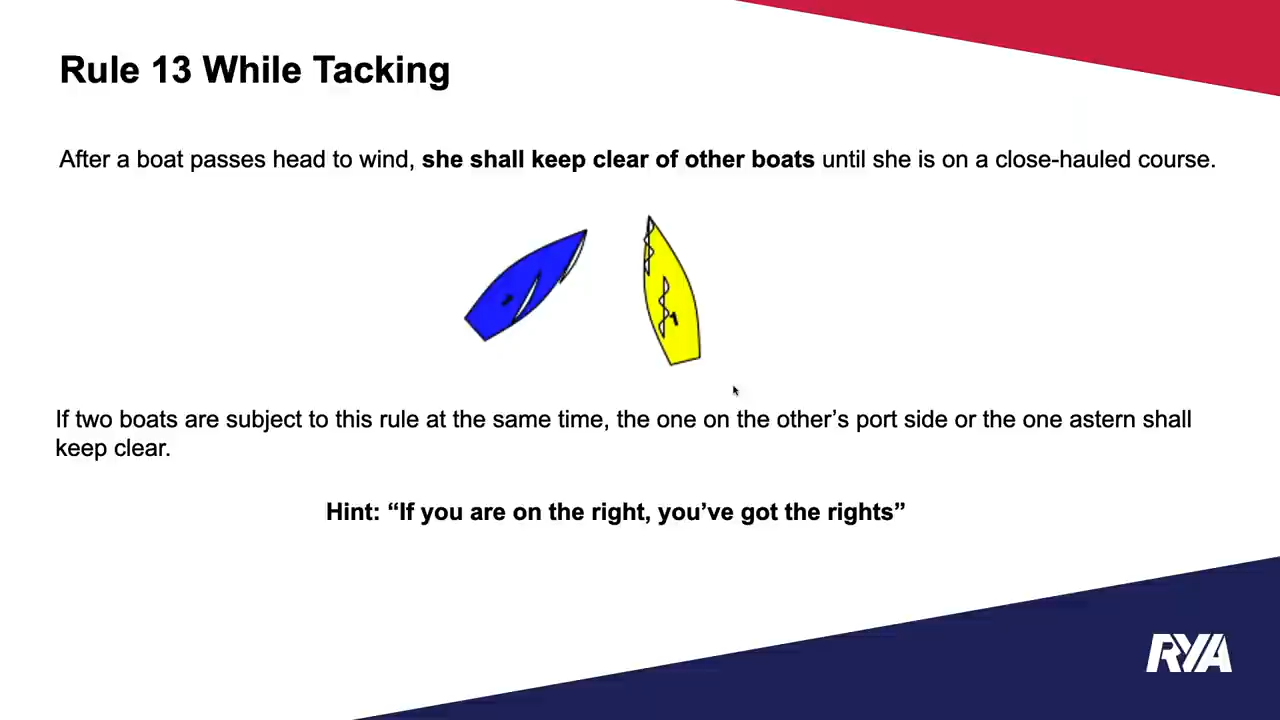 Rule 13 While Tacking
After a boat passes head to wind, she shall keep clear of other boats until she is on a close-hauled course.
1
If two boats are subject to this rule at the same time, the one on the other’s port side or the one astern shall
keep clear.
Hint: “If you are on the right, you’ve got the rights”
RYA